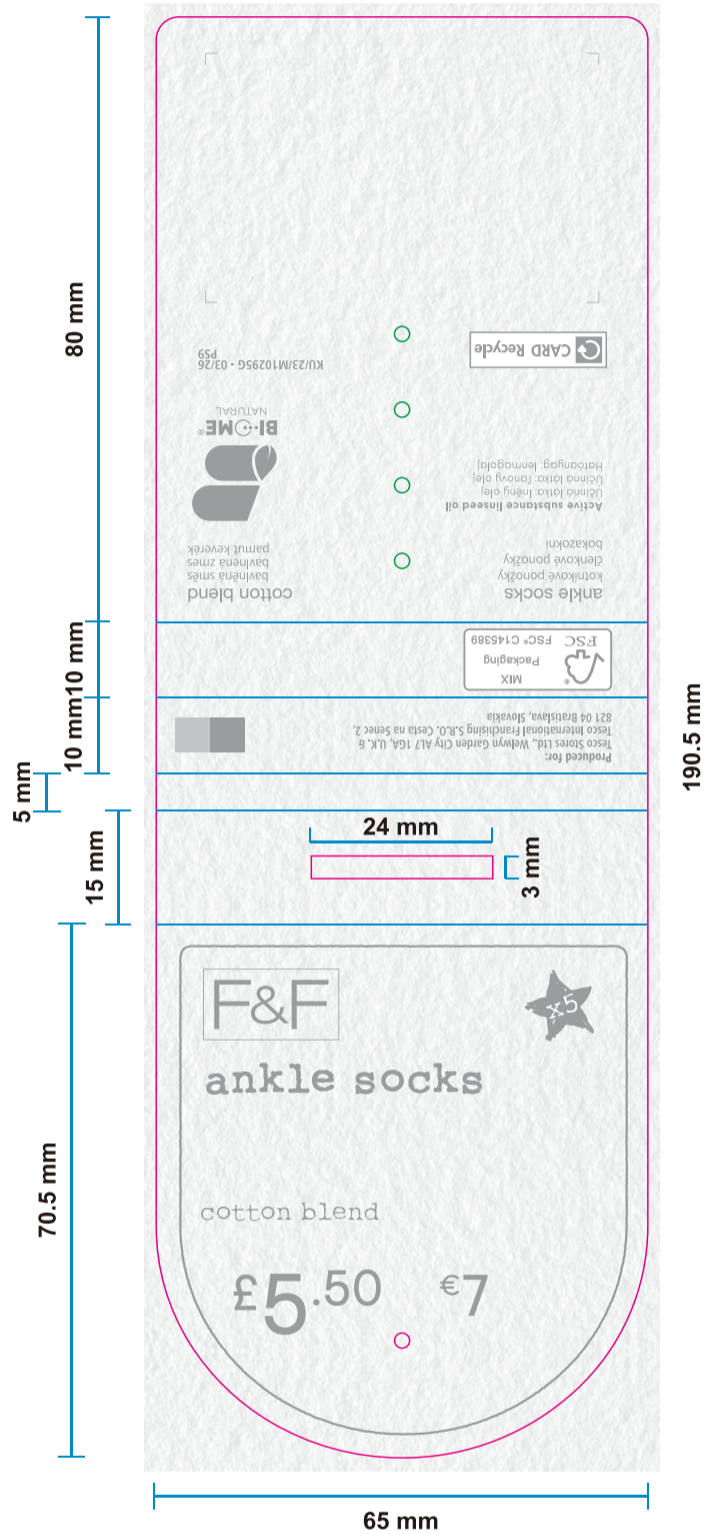 80 mm
10 mm
10 mm
5 mm
15 mm
70.5 mm
190.5 mm
65 mm
24 mm
3 mm
KU/23/M10295G - 03/26
PS9
CARD Recycle
BI·OME®
NATURAL
cotton blend
bavlněná směs
bavlnená zmes
pamut keverék
Active substance linseed oil
Účinná látka: lněný olej
Účinná látka: ľanový olej
Hatóanyag: lenmagolaj
ankle socks
kotníkové ponožky
členkové ponožky
bokazokni
®
MIX
Packaging
FSC
FSC® C145389
Produced for:
Tesco Stores Ltd., Welwyn Garden City AL7 1GA, U.K. &
Tesco International Franchising S.R.O. Cesta na Senec 2,
821 04 Bratislava, Slovakia
F&F
x5
ankle socks
cotton blend
£5.50
€7